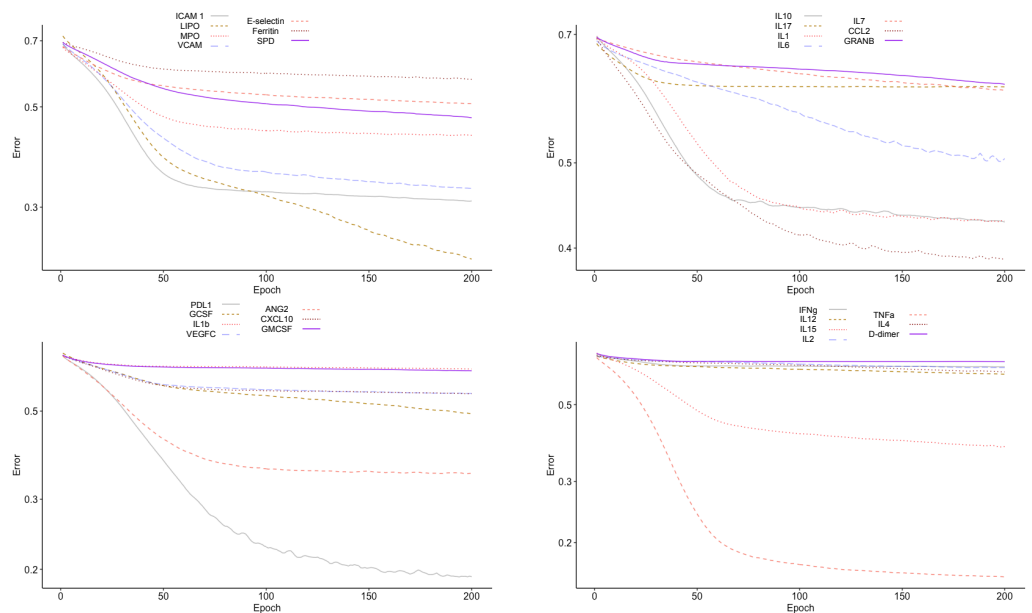 ICAM 1
LIPO
MPO
VCAM
E-selectin
Ferritin
SPD
0.7
0.5
0.3
Error
0
50
100
150
200
Epoch
IL10
IL17
IL1
IL6
IL7
CCL2
GRANB
0.7
0.5
0.4
Error
0
50
100
150
200
Epoch
PDL1
GCSF
IL1b
VEGFC
ANG2
CXCL10
GMCSF
0.5
0.3
0.2
Error
0
50
100
150
200
Epoch
IFNg
IL12
IL15
IL2
TNFa
IL4
D-dimer
0.5
0.3
0.2
Error
0
50
100
150
200
Epoch